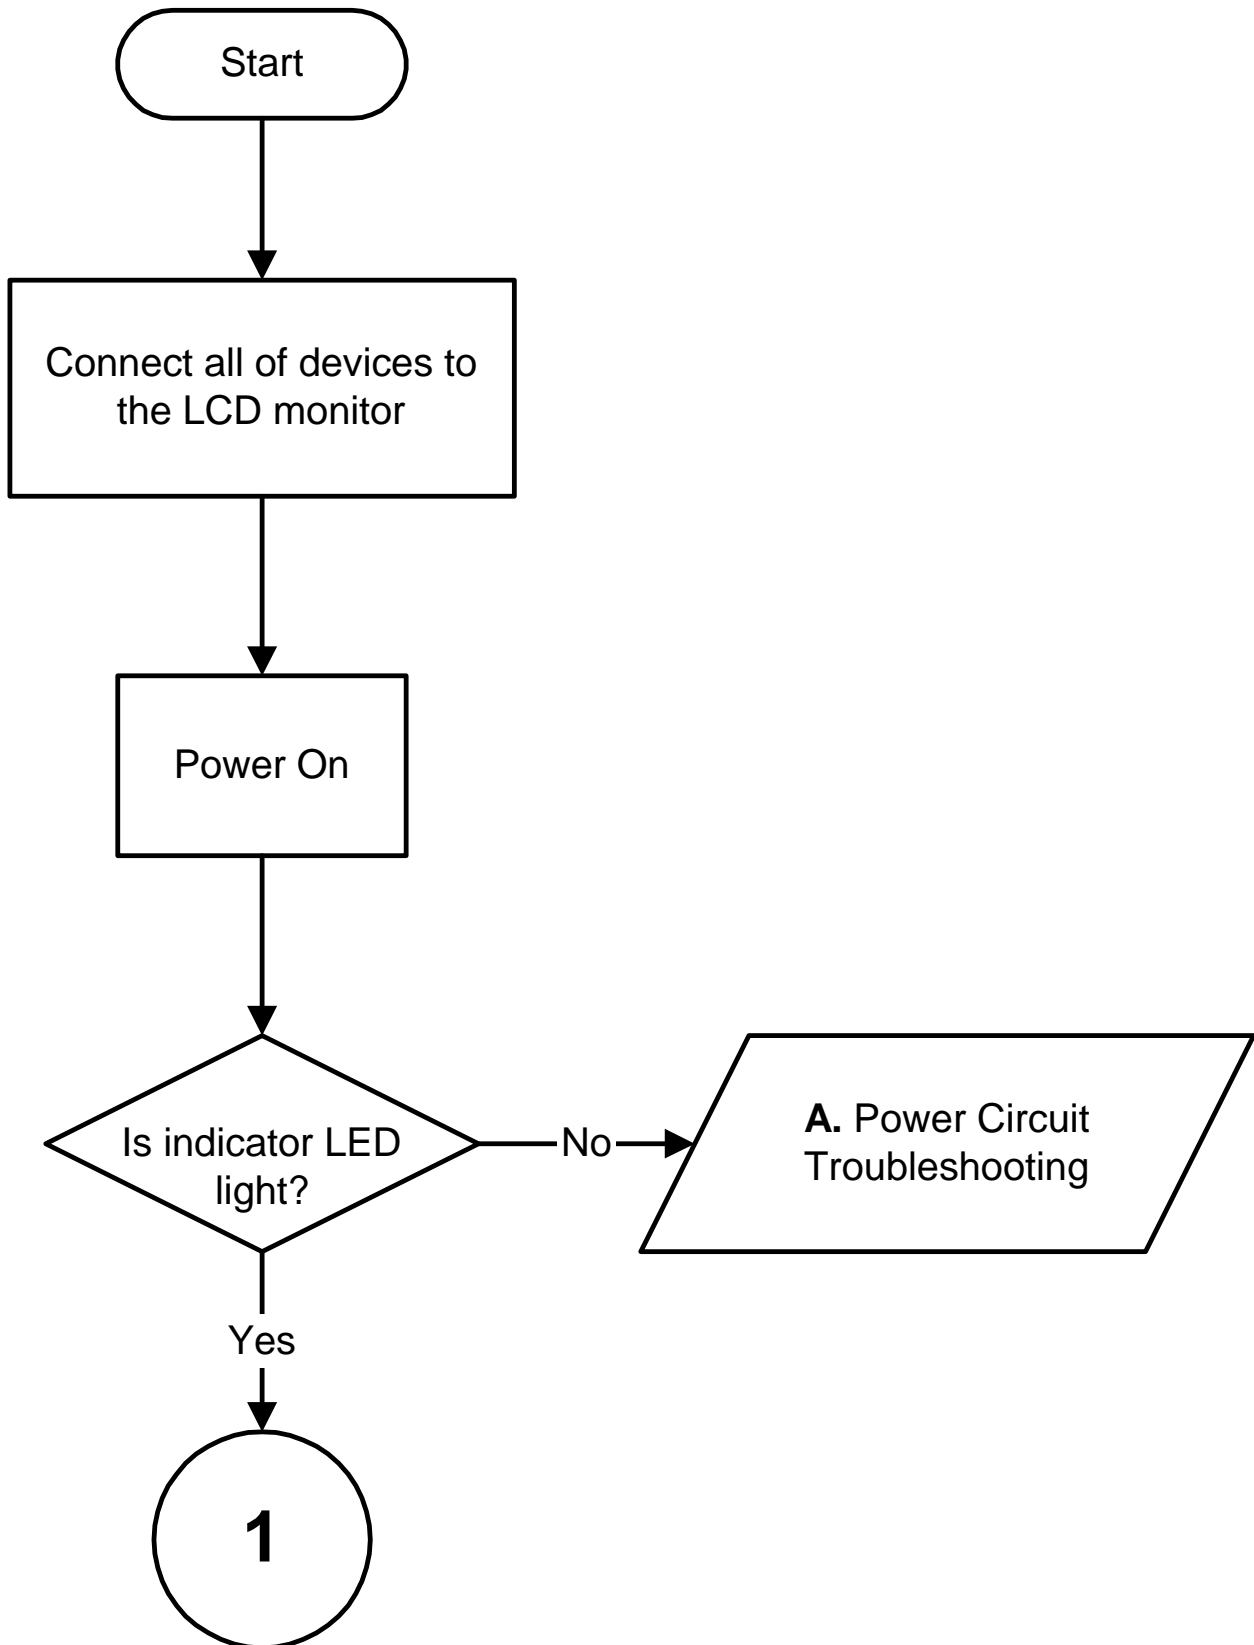 Start
Connect all of devices to
the LCD monitor
Power On
Is indicator LED
light?
No
A. Power Circuit
Troubleshooting
Yes
1